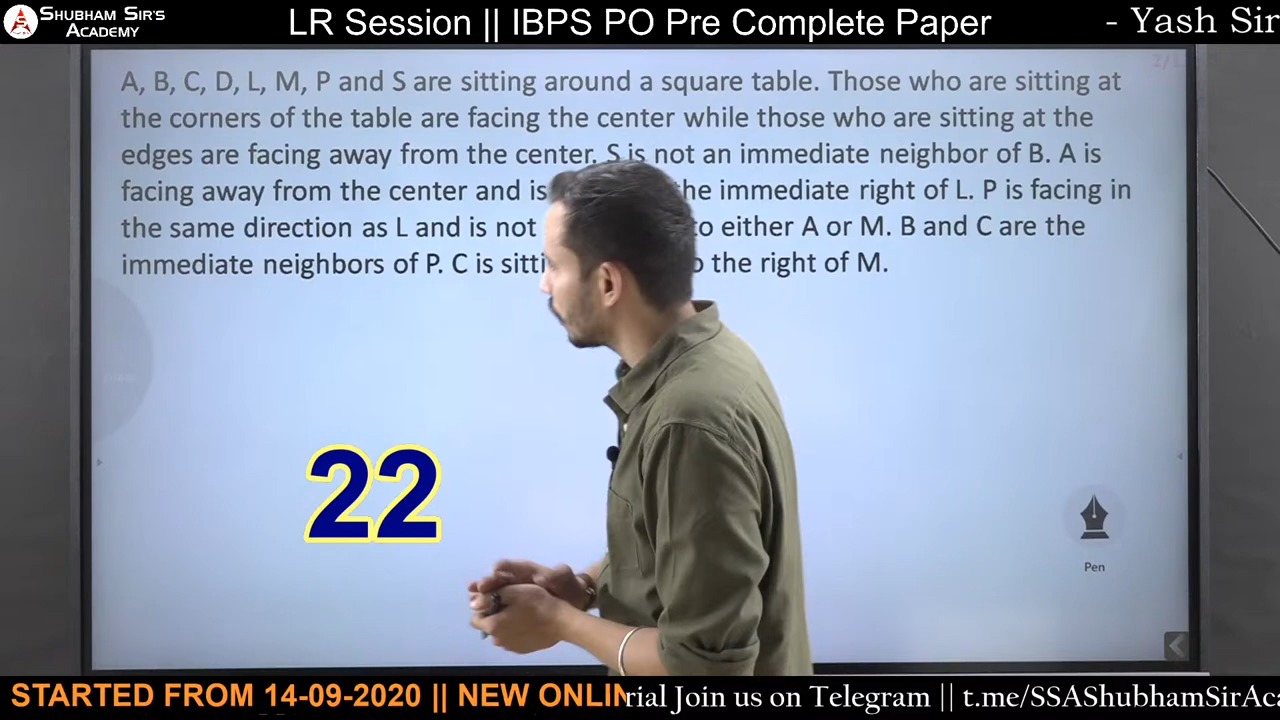 SHUBHAM SIR'S
ACADEMY
LR Session || IBPS PO Pre Complete Paper
- Yash Sir
A, B, C, D, L, M, P and S are sitting around a square table. Those who are sitting at
the corners of the table are facing the center while those who are sitting at the
edges are facing away from the center. S is not an immediate neighbor of B. A is
facing away from the center and is the immediate right of L. P is facing in
the same direction as L and is not to either A or M. B and C are the
immediate neighbors of P. C is the right of M.
22
Pen
STARTED FROM 14-09-2020 || NEW Join us on Telegram || t.me/SSAShubhamSirAc